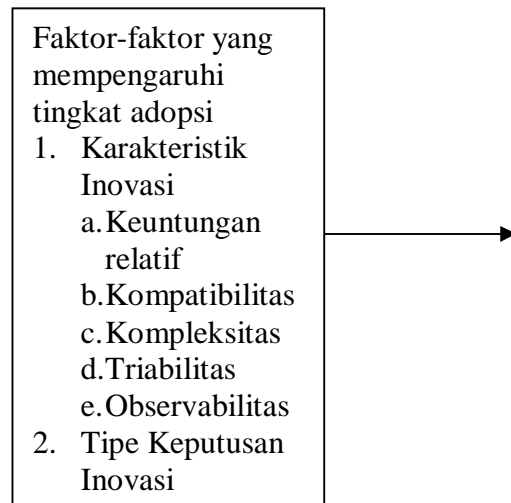 Faktor-faktor yang
mempengaruhi
tingkat adopsi
1. Karakteristik
Inovasi
a.Keuntungan
relatif
b.Kompatibilitas
c.Kompleksitas
d.Triabilitas
e.Observabilitas
2. Tipe Keputusan
Inovasi